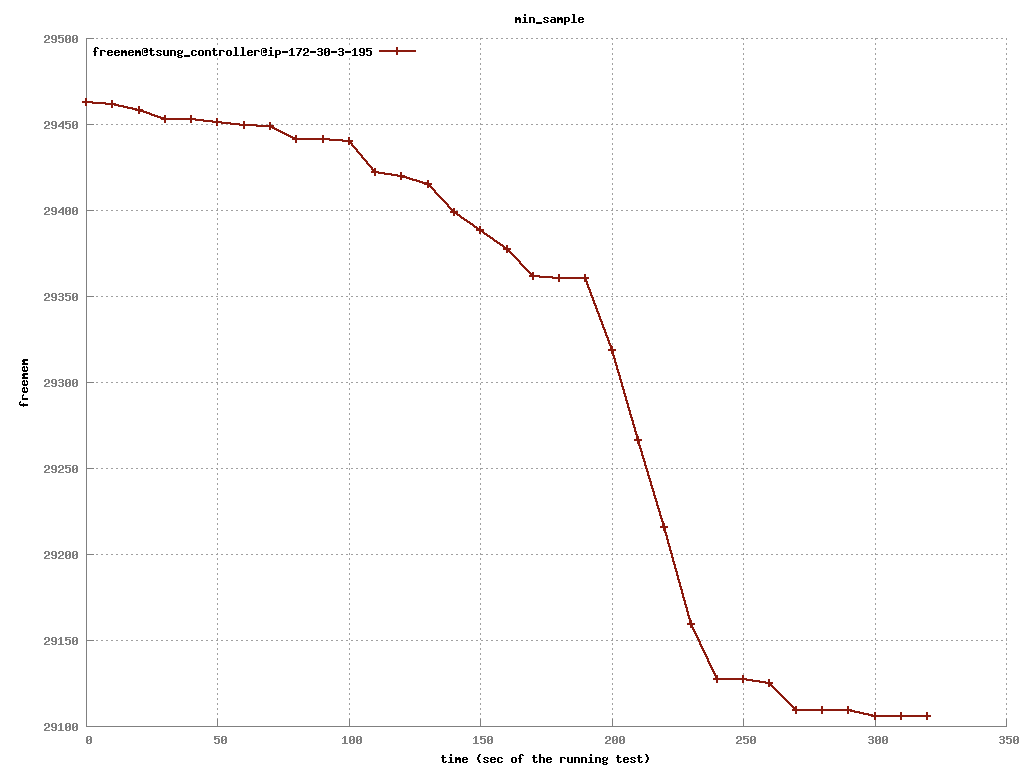 min_sample
29500
freemem@tsung_controller@ip-172-30-3-195
29450
29400
29350
freemem
29300
29250
29200
29150
29100
0 50 100 150 200 250 300 350
time (sec of the running test)